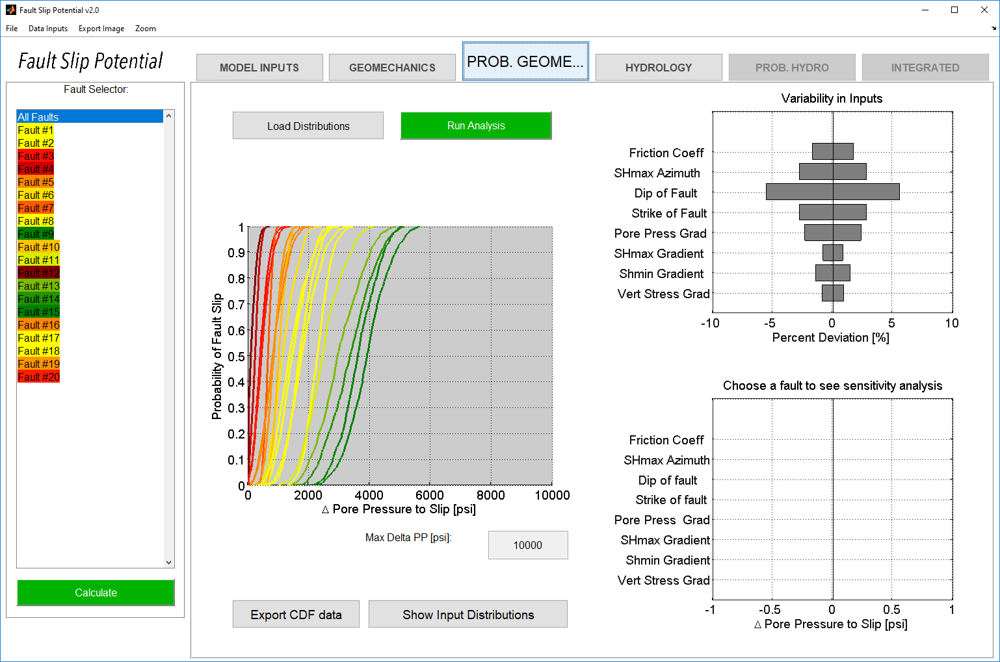 Fault Slip Potential v2.0
File Data Inputs Export Image Zoom
Fault Slip Potential
MODEL INPUTS
GEOMECHANICS
PROB. GEOME...
HYDROLOGY
PROB. HYDRO
INTEGRATED
Fault Selector:
All Faults
Fault #1
Fault #2
Fault #3
Fault #4
Fault #5
Fault #6
Fault #7
Fault #8
Fault #9
Fault #10
Fault #11
Fault #12
Fault #13
Fault #14
Fault #15
Fault #16
Fault #17
Fault #18
Fault #19
Fault #20
Calculate
Load Distributions
Run Analysis
Probability of Fault Slip
1
0.9
0.8
0.7
0.6
0.5
0.4
0.3
0.2
0.1
0
0 2000 4000 6000 8000 10000
Δ Pore Pressure to Slip [psi]
Max Delta PP [psi]:
10000
Export CDF data
Show Input Distributions
Variability in Inputs
Friction Coeff
SHmax Azimuth
Dip of Fault
Strike of Fault
Pore Press Grad
SHmax Gradient
Shmin Gradient
Vert Stress Grad
-10 -5 0 5 10
Percent Deviation [%]
Choose a fault to see sensitivity analysis
Friction Coeff
SHmax Azimuth
Dip of fault
Strike of fault
Pore Press  Grad
SHmax Gradient
Shmin Gradient
Vert Stress Grad
-1 -0.5 0 0.5 1
Δ Pore Pressure to Slip [psi]